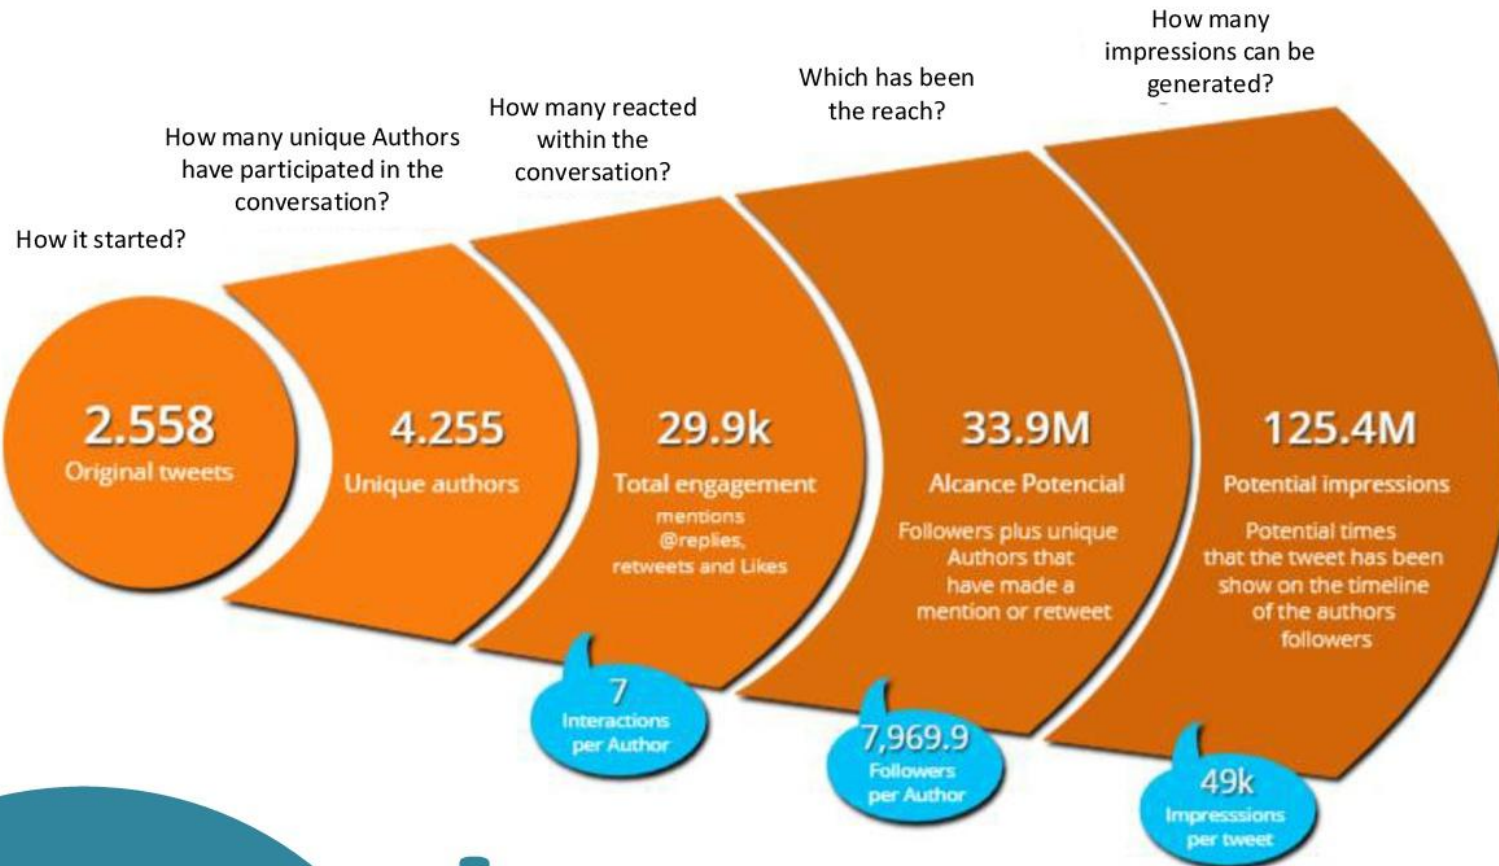 How it started?
How many unique Authors
have participated in the
conversation?
How many reacted
within the
conversation?
Which has been
the reach?
How many
impressions can be
generated?
2.558
Original tweets
4.255
Unique authors
29.9k
Total engagement
mentions
@replies,
retweets and Likes
33.9M
Alcance Potencial
Followers plus unique
Authors that
have made a
mention or retweet
125.4M
Potential impressions
Potential times
that the tweet has been
show on the timeline
of the authors
followers
7
Interactions
per Author
7,969.9
Followers
per Author
49k
Impresssions
per tweet